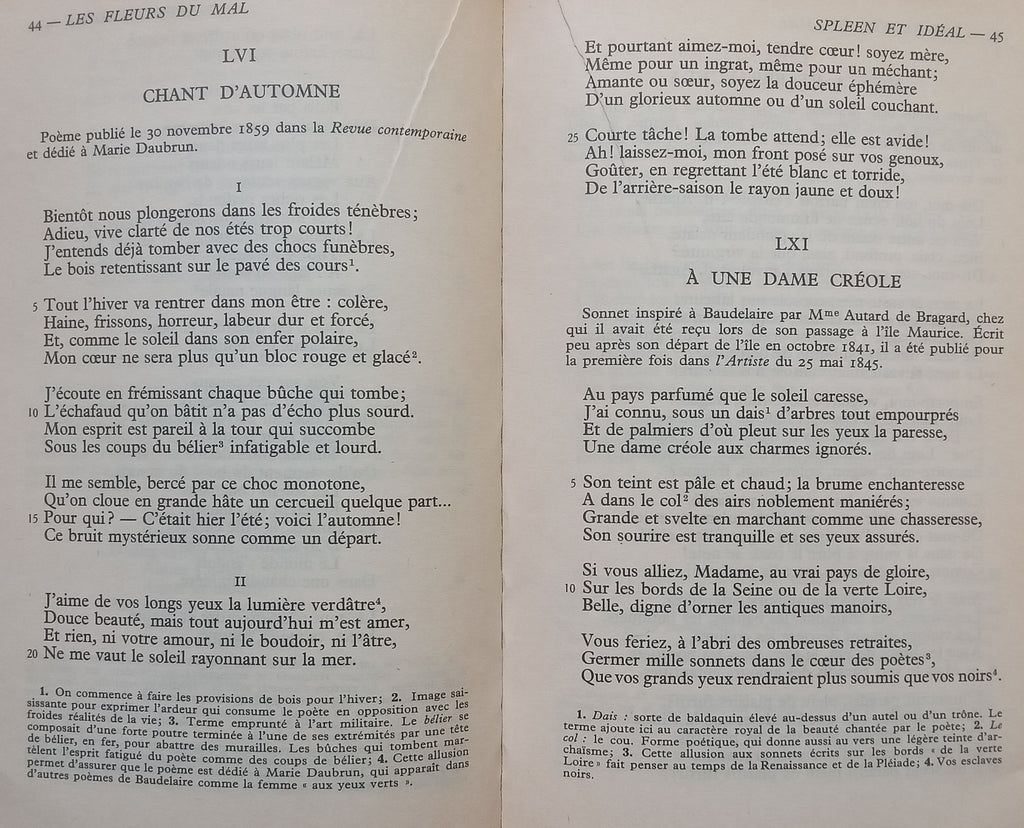 44 — LES FLEURS DU MAL
LVI
CHANT D'AUTOMNE
Poème publié le 30 novembre 1859 dans la Revue contemporaine
et dédié à Marie Daubrun.
I
Bientôt nous plongerons dans les froides ténèbres;
Adieu, vive clarté de nos étés trop courts!
J'entends déjà tomber avec des chocs funèbres,
Le bois retentissant sur le pavé des cours¹.
5 Tout l'hiver va rentrer dans mon être : colère,
Haine, frissons, horreur, labeur dur et forcé,
Et, comme le soleil dans son enfer polaire,
Mon cœur ne sera plus qu'un bloc rouge et glacé².
J'écoute en frémissant chaque bûche qui tombe;
10 L'échafaud qu'on bâtit n'a pas d'écho plus sourd.
Mon esprit est pareil à la tour qui succombe
Sous les coups du bélier³ infatigable et lourd.
Il me semble, bercé par ce choc monotone,
Qu'on cloue en grande hâte un cercueil quelque part...
15 Pour qui? — C'était hier l'été; voici l'automne!
Ce bruit mystérieux sonne comme un départ.
II
J'aime de vos longs yeux la lumière verdâtre⁴,
Douce beauté, mais tout aujourd'hui m'est amer,
Et rien, ni votre amour, ni le boudoir, ni l'âtre,
20 Ne me vaut le soleil rayonnant sur la mer.
1. On commence à faire les provisions de bois pour l'hiver; 2. Image sai-
sissante pour exprimer l'ardeur qui consume le poète en opposition avec les
froides réalités de la vie; 3. Terme emprunté à l'art militaire. Le bélier se
composait d'une forte poutre terminée à l'une de ses extrémités par une tête
de bélier, en fer, pour abattre des murailles. Les bûches qui tombent mar-
tèlent l'esprit fatigué du poète comme des coups de bélier; 4. Cette allusion
permet d'assurer que le poème est dédié à Marie Daubrun, qui apparaît dans
d'autres poèmes de Baudelaire comme la femme « aux yeux verts ».
SPLEEN ET IDÉAL — 45
Et pourtant aimez-moi, tendre cœur! soyez mère,
Même pour un ingrat, même pour un méchant;
Amante ou sœur, soyez la douceur éphémère
D'un glorieux automne ou d'un soleil couchant.
25 Courte tâche! La tombe attend; elle est avide!
Ah! laissez-moi, mon front posé sur vos genoux,
Goûter, en regrettant l'été blanc et torride,
De l'arrière-saison le rayon jaune et doux!
LXI
À UNE DAME CRÉOLE
Sonnet inspiré à Baudelaire par Mᵐᵉ Autard de Bragard, chez
qui il avait été reçu lors de son passage à l'île Maurice. Écrit
peu après son départ de l'île en octobre 1841, il a été publié pour
la première fois dans l'Artiste du 25 mai 1845.
Au pays parfumé que le soleil caresse,
J'ai connu, sous un dais¹ d'arbres tout empourprés
Et de palmiers d'où pleut sur les yeux la paresse,
Une dame créole aux charmes ignorés.
5 Son teint est pâle et chaud; la brume enchanteresse
A dans le col² des airs noblement maniérés;
Grande et svelte en marchant comme une chasseresse,
Son sourire est tranquille et ses yeux assurés.
Si vous alliez, Madame, au vrai pays de gloire,
10 Sur les bords de la Seine ou de la verte Loire,
Belle, digne d'orner les antiques manoirs,
Vous feriez, à l'abri des ombreuses retraites,
Germer mille sonnets dans le cœur des poètes³,
Que vos grands yeux rendraient plus soumis que vos noirs⁴.
1. Dais : sorte de baldaquin élevé au-dessus d'un autel ou d'un trône. Le
terme ajoute ici au caractère royal de la beauté chantée par le poète; 2. Le
col : le cou. Forme poétique, qui donne aussi au vers une légère teinte d'ar-
chaïsme; 3. Cette allusion aux sonnets écrits sur les bords « de la verte
Loire » fait penser au temps de la Renaissance et de la Pléiade; 4. Vos esclaves
noirs.